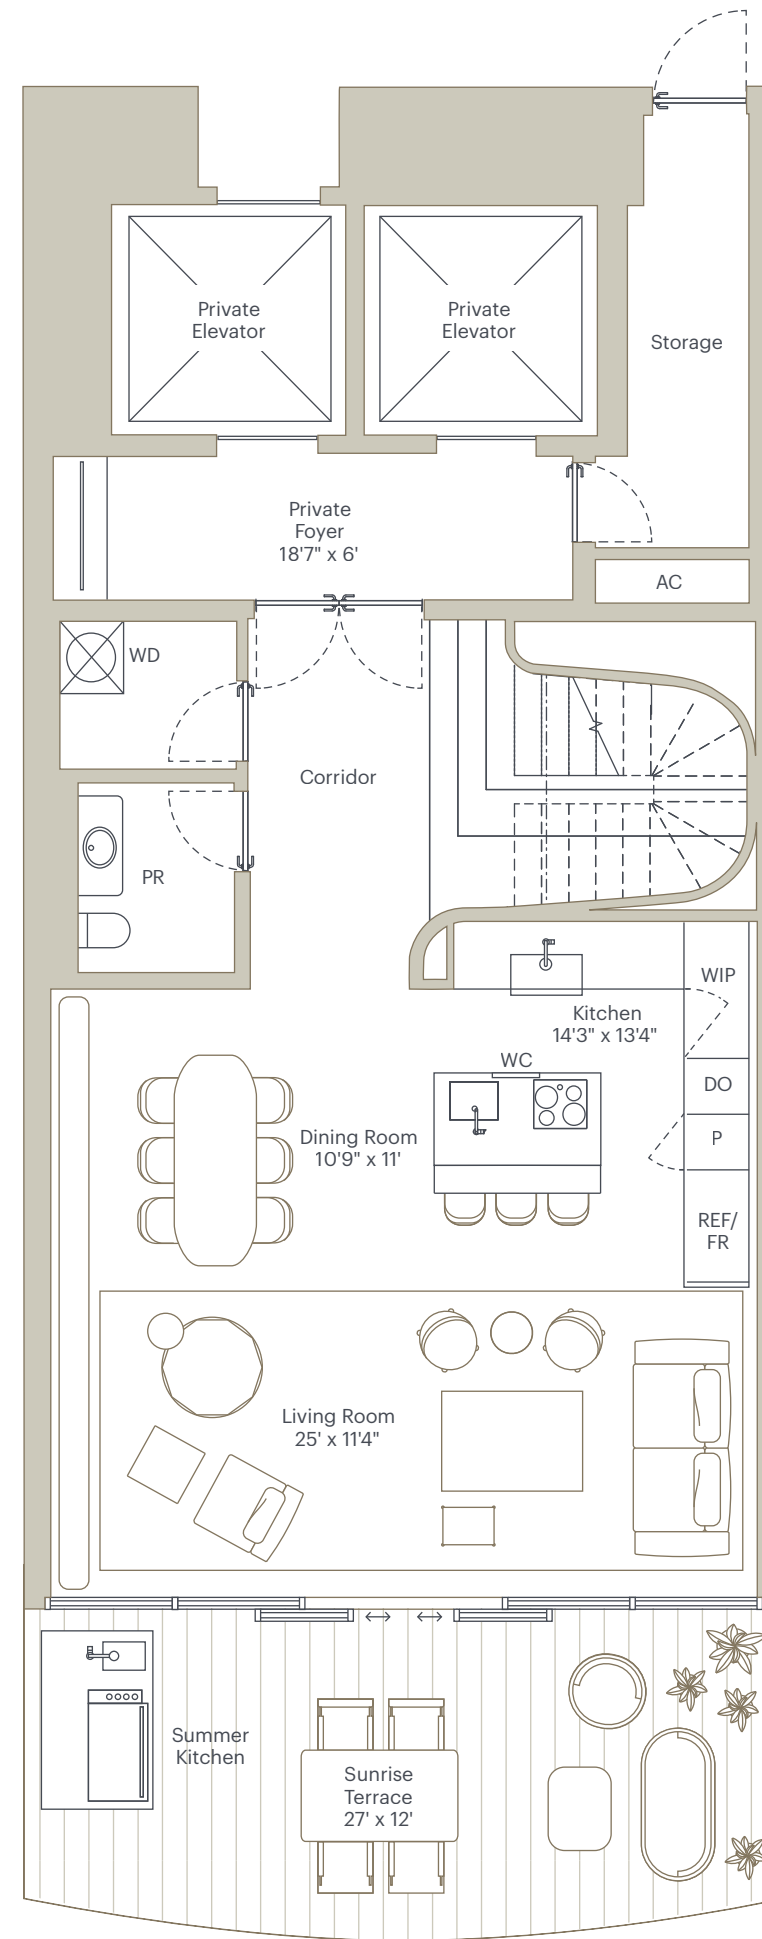 Private
Elevator
Private
Elevator
Storage
Private
Foyer
18'7" x 6'
AC
WD
Corridor
PR
WIP
Kitchen
14'3" x 13'4"
WC
DO
Dining Room
10'9" x 11'
P
REF/
FR
Living Room
25' x 11'4"
Summer
Kitchen
Sunrise
Terrace
27' x 12'